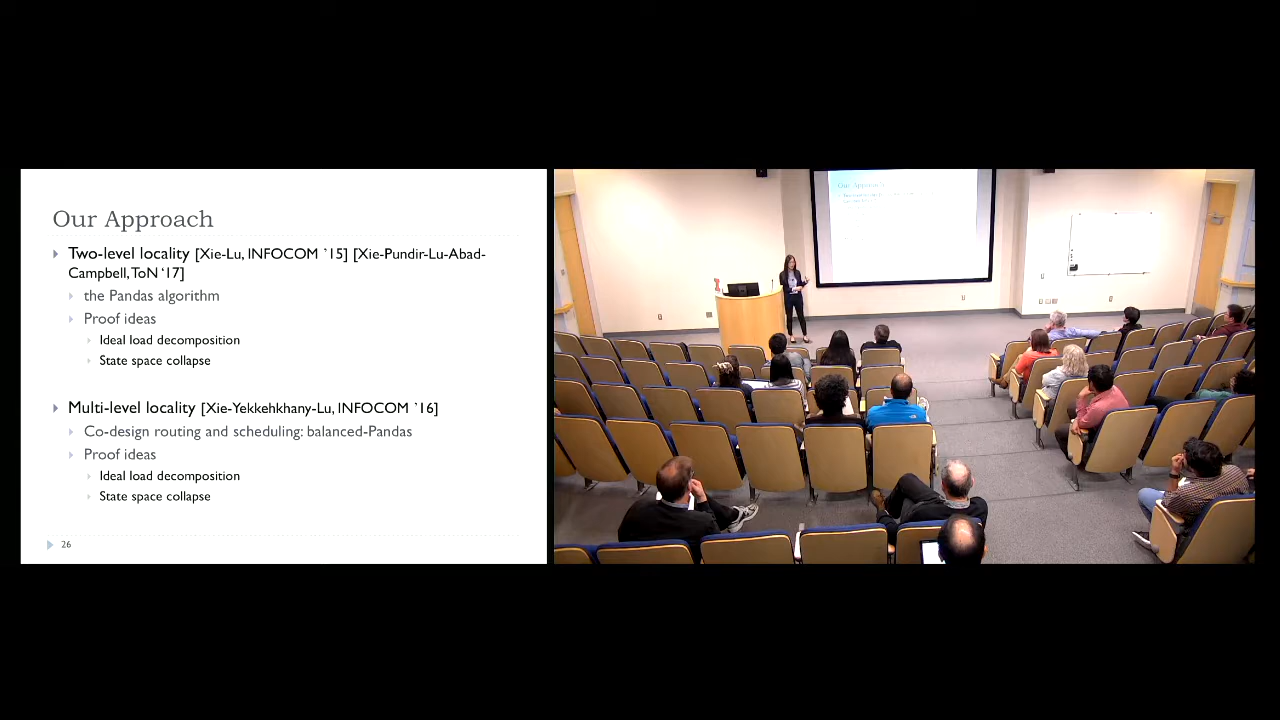 Our Approach
Two-level locality [Xie-Lu, INFOCOM ’15] [Xie-Pundir-Lu-Abad-
Campbell, ToN ‘17]
the Pandas algorithm
Proof ideas
Ideal load decomposition
State space collapse
Multi-level locality [Xie-Yekkehkhany-Lu, INFOCOM ’16]
Co-design routing and scheduling: balanced-Pandas
Proof ideas
Ideal load decomposition
State space collapse
26
Our Approach